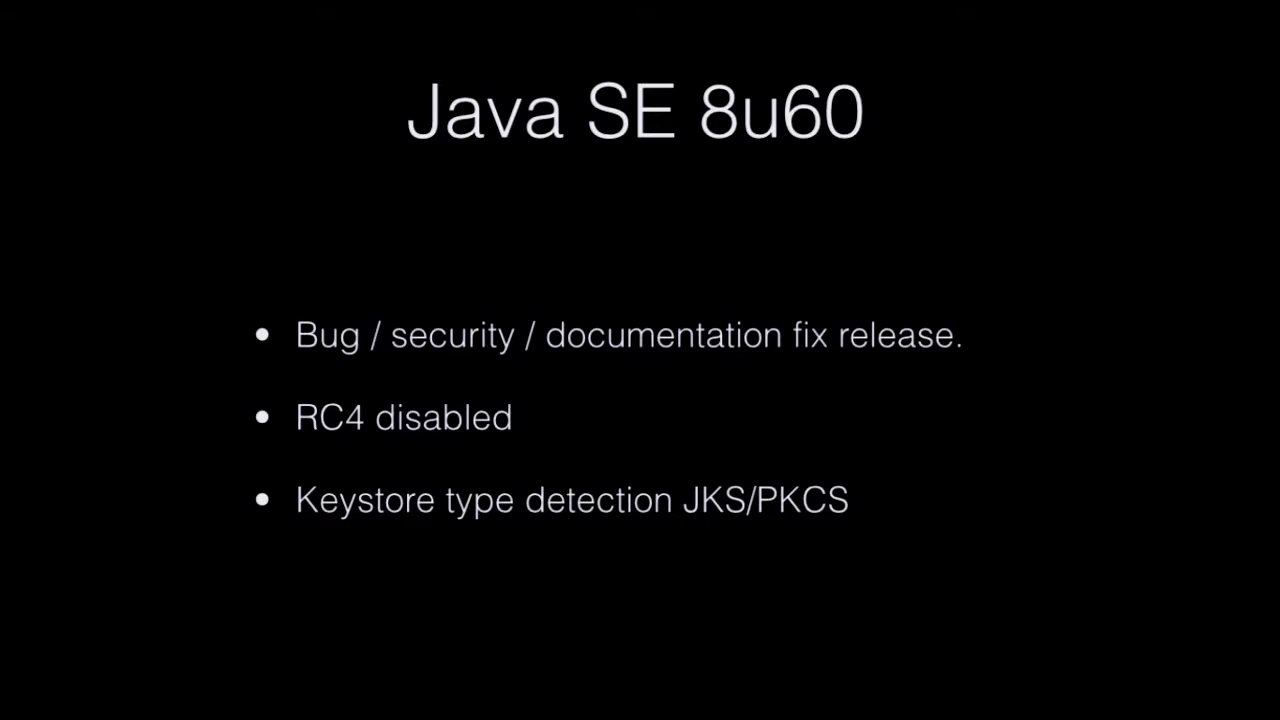 Java SE 8u60
• Bug / security / documentation fix release.
• RC4 disabled
• Keystore type detection JKS/PKCS